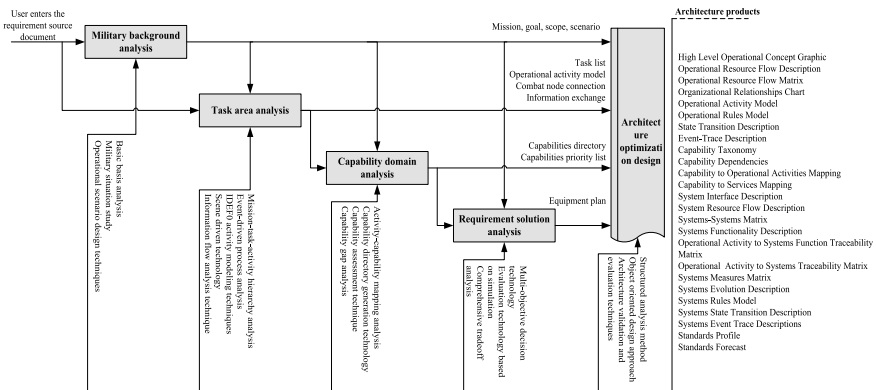 User enters the
requirement source
document
Military background
analysis
Mission, goal, scope, scenario
Task list
Operational activity model
Combat node connection
Information exchange
Task area analysis
Capabilities directory
Capabilities priority list
Capability domain
analysis
Equipment plan
Requirement solution
analysis
Architect
ure
optimizati
on design
Basic basis analysis
Military situation study
Operational scenario design techniques
Mission-task-activity hierarchy analysis
Event-driven process analysis
IDEF0 activity modeling techniques
Scene driven technology
Information flow analysis technique
Activity-capability mapping analysis
Capability directory generation technology
Capability assessment technique
Capability gap analysis
Multi-objective decision
technology
Evaluation technology based
on simulation
Comprehensive tradeoff
analysis
Structured analysis method
Object oriented design approach
Architecture validation and
evaluation techniques
Architecture products
High Level Operational Concept Graphic
Operational Resource Flow Description
Operational Resource Flow Matrix
Organizational Relationships Chart
Operational Activity Model
Operational Rules Model
State Transition Description
Event-Trace Description
Capability Taxonomy
Capability Dependencies
Capability to Operational Activities Mapping
Capability to Services Mapping
System Interface Description
System Resource Flow Description
Systems-Systems Matrix
Systems Functionality Description
Operational Activity to Systems Function Traceability
Matrix
Operational Activity to Systems Traceability Matrix
Systems Measures Matrix
Systems Evolution Description
Systems Rules Model
Systems State Transition Description
Systems Event Trace Descriptions
Standards Profile
Standards Forecast